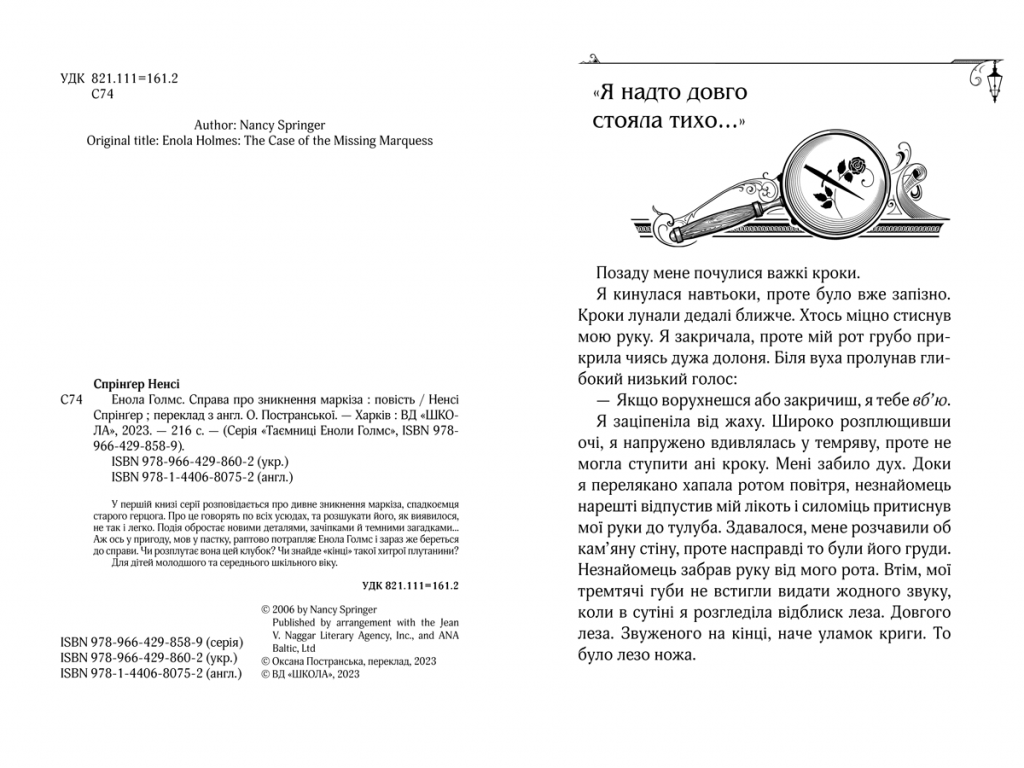 УДК 821.111=161.2
С74
Author: Nancy Springer
Original title: Enola Holmes: The Case of the Missing Marquess
Спрінґер Ненсі
С74 Енола Голмс. Справа про зникнення маркіза : повість / Ненсі
Спрінґер ; переклад з англ. О. Постранської. — Харків : ВД «ШКО-
ЛА», 2023. — 216 с. — (Серія «Таємниці Еноли Голмс», ISBN 978-
966-429-858-9).
ISBN 978-966-429-860-2 (укр.)
ISBN 978-1-4406-8075-2 (англ.)
У першій книзі серії розповідається про дивне зникнення маркіза, спадкоємця
старого герцога. Про це говорять по всіх усюдах, та розшукати його, як виявилося,
не так і легко. Подія обростає новими деталями, зачіпками й темними загадками...
Аж ось у пригоду, мов у пастку, раптово потрапляє Енола Голмс і зараз же береться
до справи. Чи розплутає вона цей клубок? Чи знайде «кінці» такої хитрої плутанини?
Для дітей молодшого та середнього шкільного віку.
УДК 821.111=161.2
ISBN 978-966-429-858-9 (серія)
ISBN 978-966-429-860-2 (укр.)
ISBN 978-1-4406-8075-2 (англ.)
© 2006 by Nancy Springer
Published by arrangement with the Jean
V. Naggar Literary Agency, Inc., and ANA
Baltic, Ltd
© Оксана Постранська, переклад, 2023
© ВД «ШКОЛА», 2023
«Я надто довго
стояла тихо...»
Позаду мене почулися важкі кроки.
Я кинулася навтьоки, проте було вже запізно.
Кроки лунали дедалі ближче. Хтось міцно стиснув
мою руку. Я закричала, проте мій рот грубо при-
крила чиясь дужа долоня. Біля вуха пролунав гли-
бокий низький голос:
— Якщо ворухнешся або закричиш, я тебе вб’ю.
Я заціпеніла від жаху. Широко розплющивши
очі, я напружено вдивлялась у темряву, проте не
могла ступити ані кроку. Мені забило дух. Доки
я перелякано хапала ротом повітря, незнайомець
нарешті відпустив мій лікоть і силоміць притиснув
мої руки до тулуба. Здавалося, мене розчавили об
кам’яну стіну, проте насправді то були його груди.
Незнайомець забрав руку від мого рота. Втім, мої
тремтячі губи не встигли видати жодного звуку,
коли в сутіні я розгледіла відблиск леза. Довгого
леза. Звуженого на кінці, наче уламок криги. То
було лезо ножа.